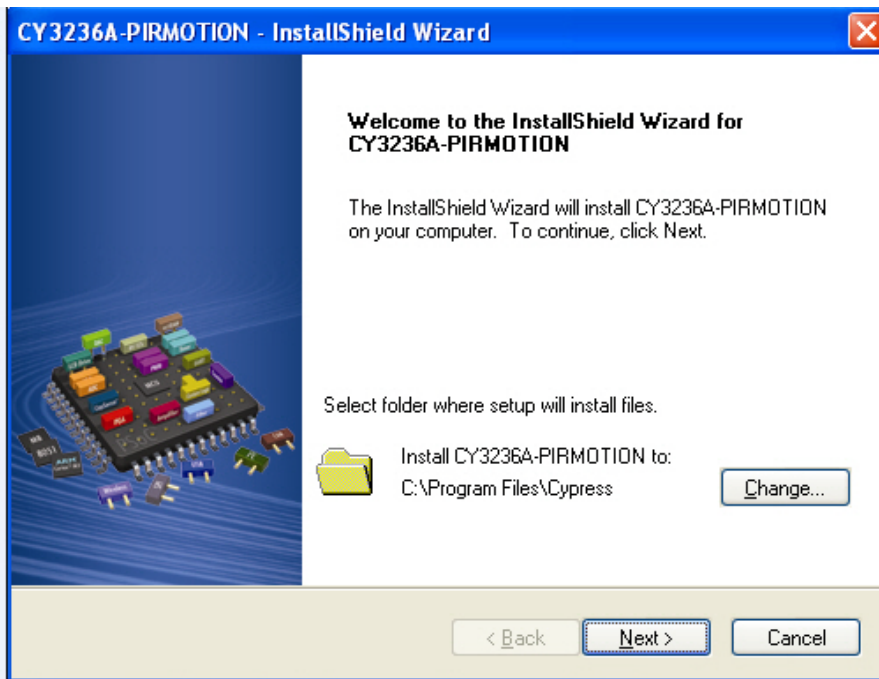 CY3236A-PIRMOTION - InstallShield Wizard
Welcome to the InstallShield Wizard for
CY3236A-PIRMOTION
The InstallShield Wizard will install CY3236A-PIRMOTION
on your computer. To continue, click Next.
Select folder where setup will install files.
Install CY3236A-PIRMOTION to:
C:\Program Files\Cypress
Change...
< Back
Next >
Cancel